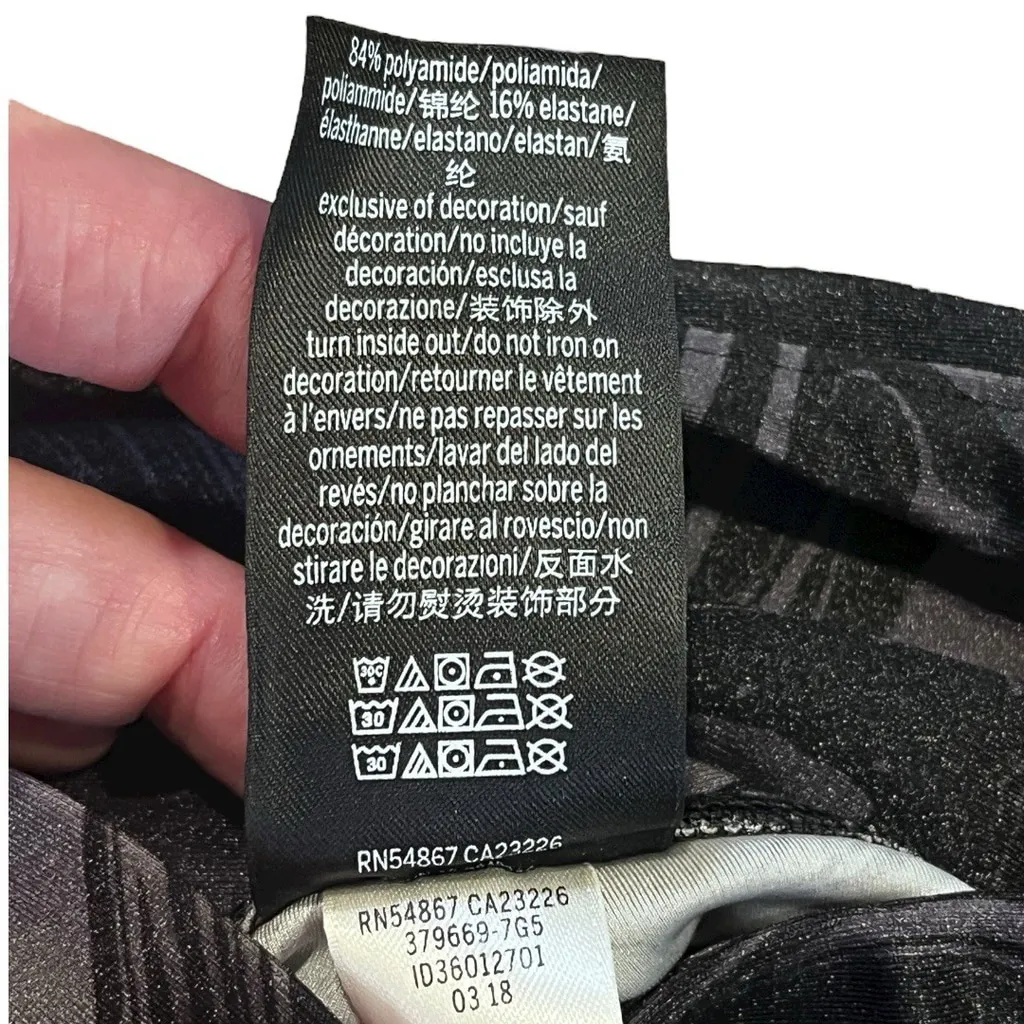 84% polyamide/poliamida/
poliammide/锦纶 16% elastane/
élasthanne/elastano/elastan/氨
纶
exclusive of decoration/sauf
décoration/no incluye la
decoración/esclusa la
decorazione/装饰除外
turn inside out/do not iron on
decoration/retourner le vêtement
à l'envers/ne pas repasser sur les
ornements/lavar del lado del
revés/no planchar sobre la
decoración/girare al rovescio/non
stirare le decorazioni/反面水
洗/请勿熨烫装饰部分
30C
30
30
RN54867 CA23226
RN54867 CA23226
379669-7G5
ID36012701
03 18